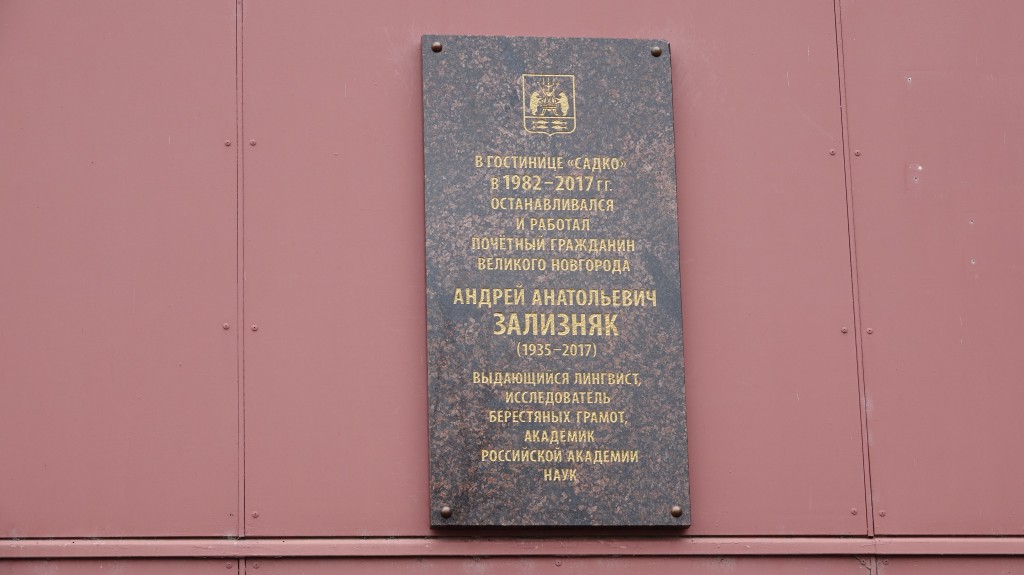 В ГОСТИНИЦЕ «САДКО»
В 1982–2017 ГГ.
ОСТАНАВЛИВАЛСЯ
И РАБОТАЛ
ПОЧЁТНЫЙ ГРАЖДАНИН
ВЕЛИКОГО НОВГОРОДА
АНДРЕЙ АНАТОЛЬЕВИЧ
ЗАЛИЗНЯК
(1935–2017)
ВЫДАЮЩИЙСЯ ЛИНГВИСТ,
ИССЛЕДОВАТЕЛЬ
БЕРЕСТЯНЫХ ГРАМОТ,
АКАДЕМИК
РОССИЙСКОЙ АКАДЕМИИ
НАУК